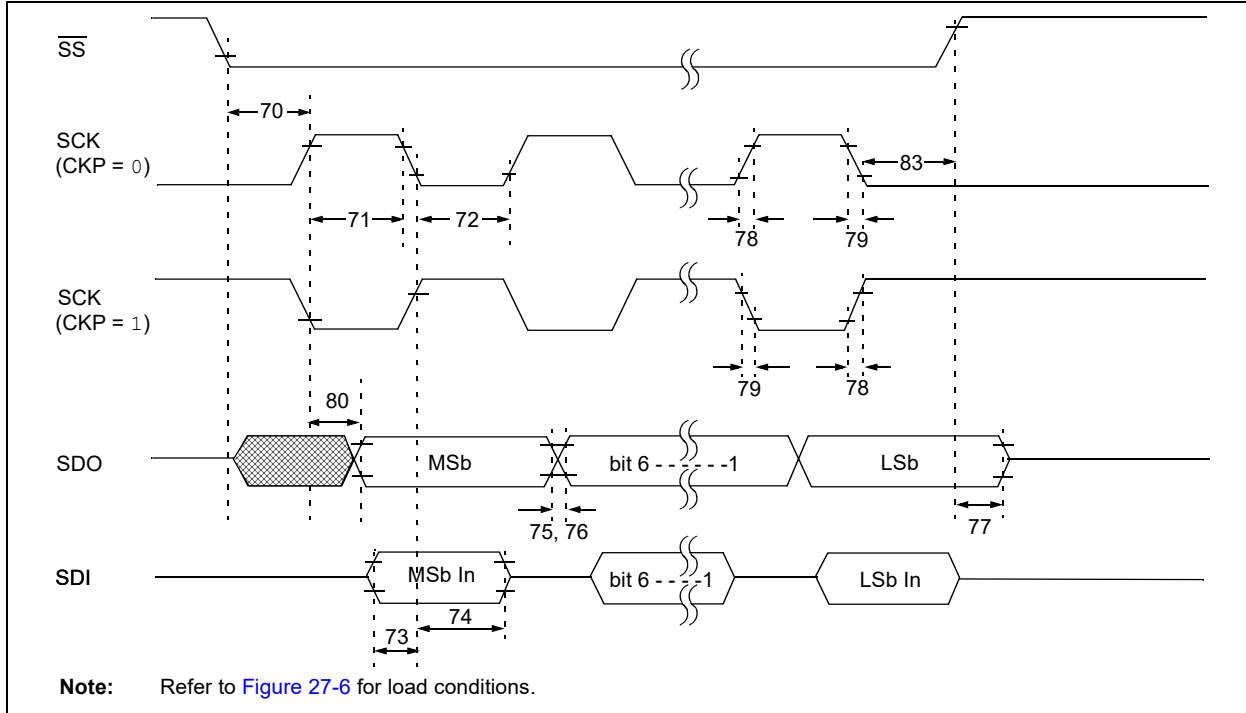 SS
70
SCK
(CKP = 0)
83
71
72
78
79
SCK
(CKP = 1)
79
78
80
SDO
MSb
bit 6 - - - - - -1
LSb
75, 76
77
SDI
MSb In
bit 6 - - - -1
LSb In
74
73
Note: Refer to Figure 27-6 for load conditions.